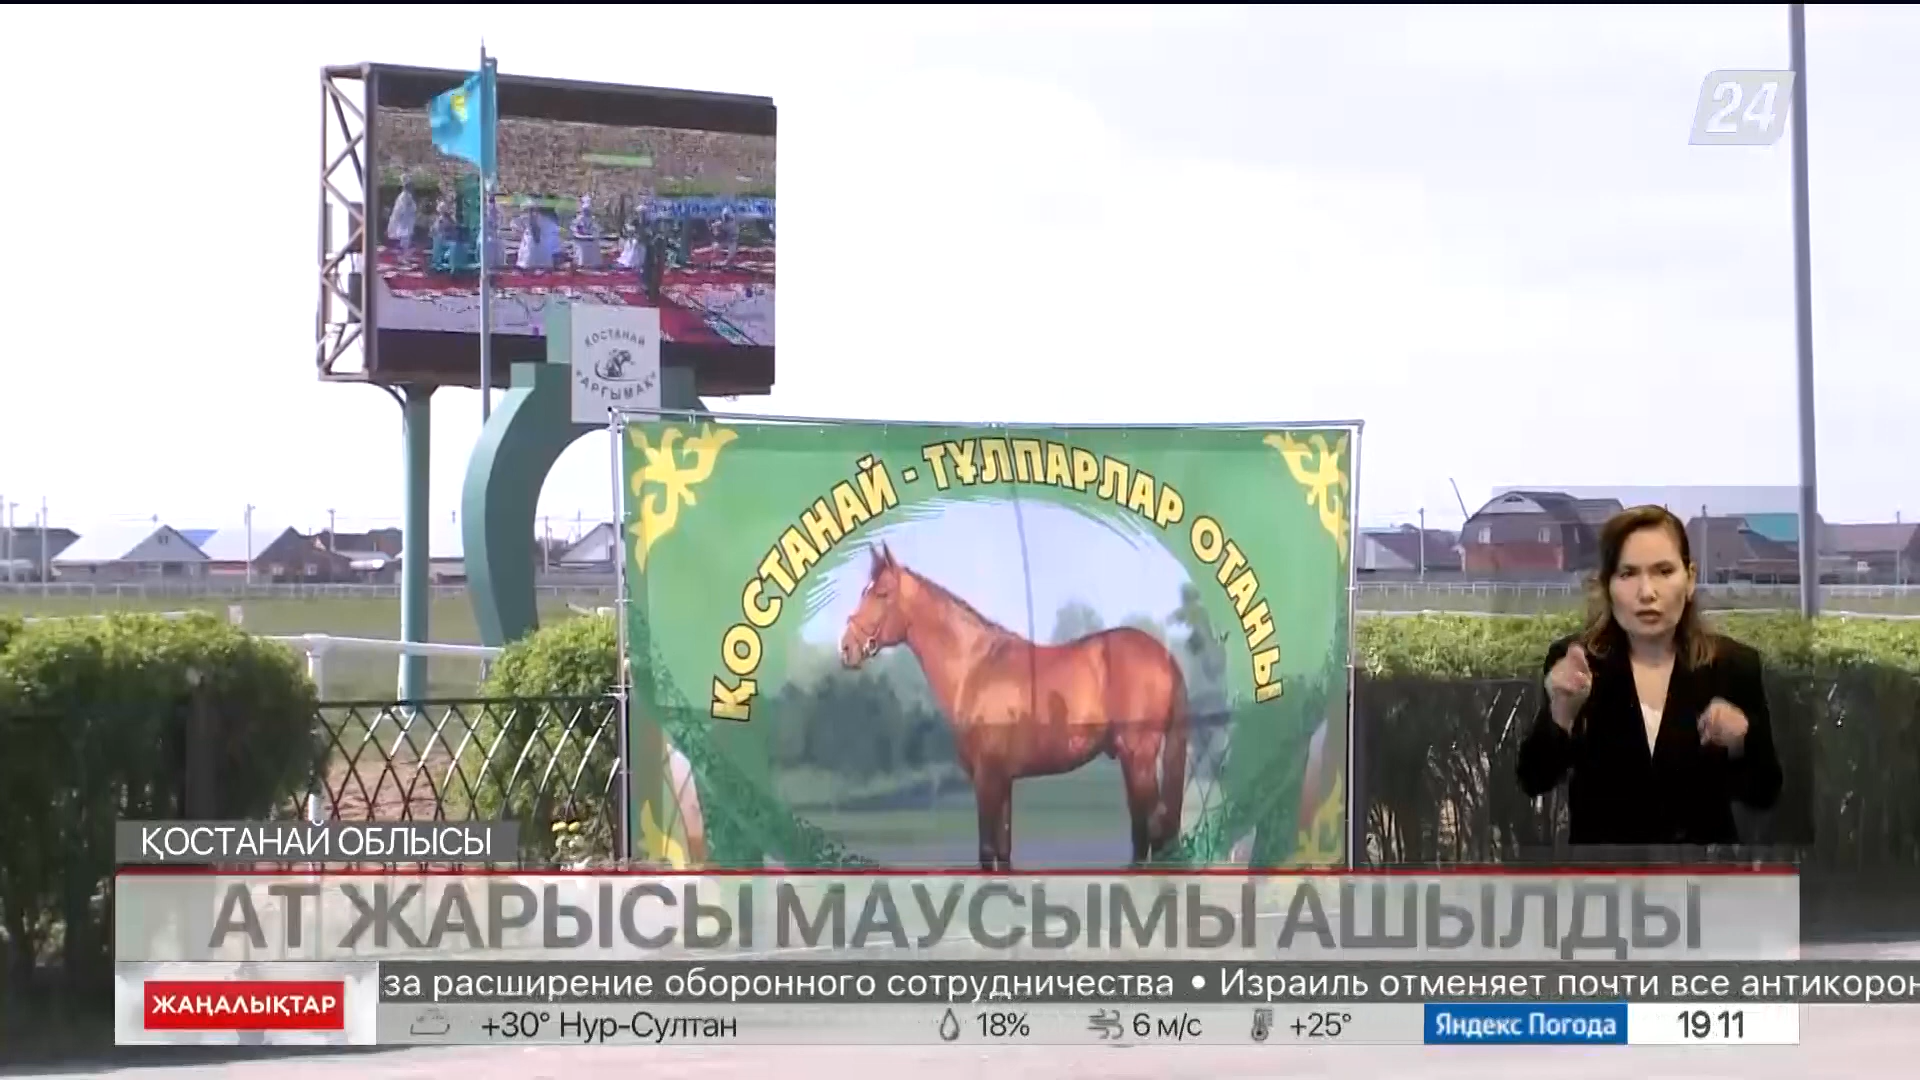 24
ҚОСТАНАЙ
"АРҒЫМАҚ"
ҚОСТАНАЙ - ТҰЛПАРЛАР ОТАНЫ
ҚОСТАНАЙ ОБЛЫСЫ
АТ ЖАРЫСЫ МАУСЫМЫ АШЫЛДЫ
ЖАҢАЛЫҚТАР
за расширение оборонного сотрудничества • Израиль отменяет почти все антикорон
+30° Нур-Султан 18% 6 м/с +25° Яндекс Погода 19 11